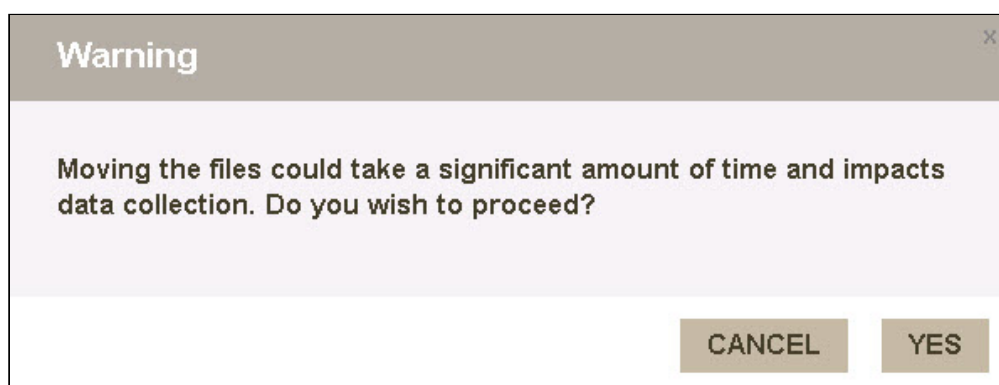 Warning
x
Moving the files could take a significant amount of time and impacts
data collection. Do you wish to proceed?
CANCEL YES